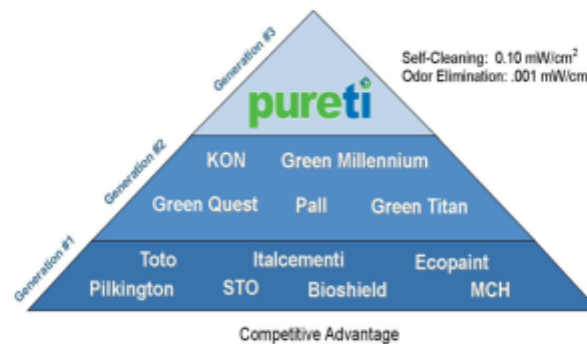 Generation #3
Self-Cleaning: 0.10 mW/cm²
Odor Elimination: .001 mW/cm
pureti
Generation #2
KON Green Millennium
Green Quest Pall Green Titan
Generation #1
Toto Italcementi Ecopaint
Pilkington STO Bioshield MCH
Competitive Advantage